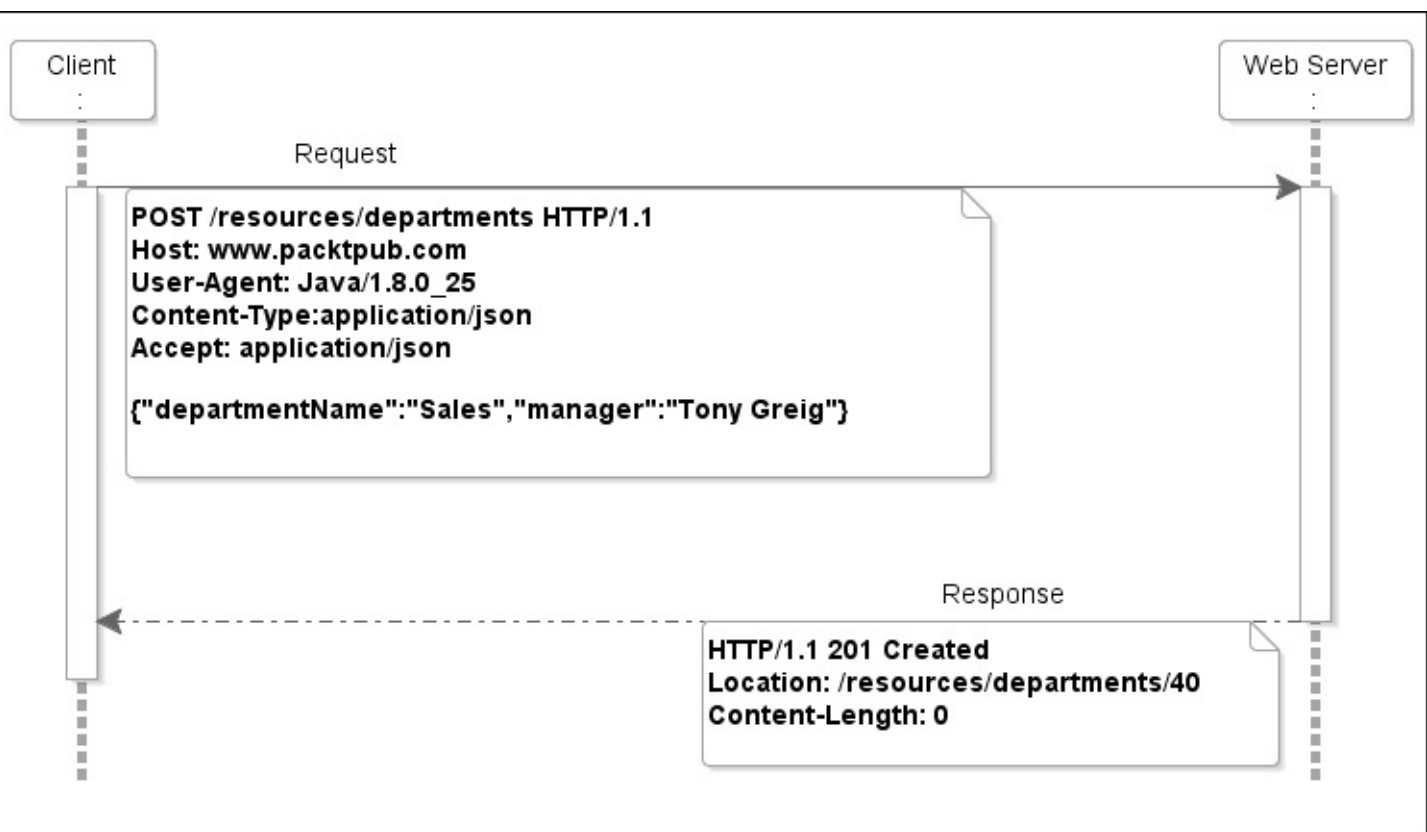 Client
:
Web Server
:
Request
POST /resources/departments HTTP/1.1
Host: www.packtpub.com
User-Agent: Java/1.8.0_25
Content-Type:application/json
Accept: application/json
{"departmentName":"Sales","manager":"Tony Greig"}
Response
HTTP/1.1 201 Created
Location: /resources/departments/40
Content-Length: 0